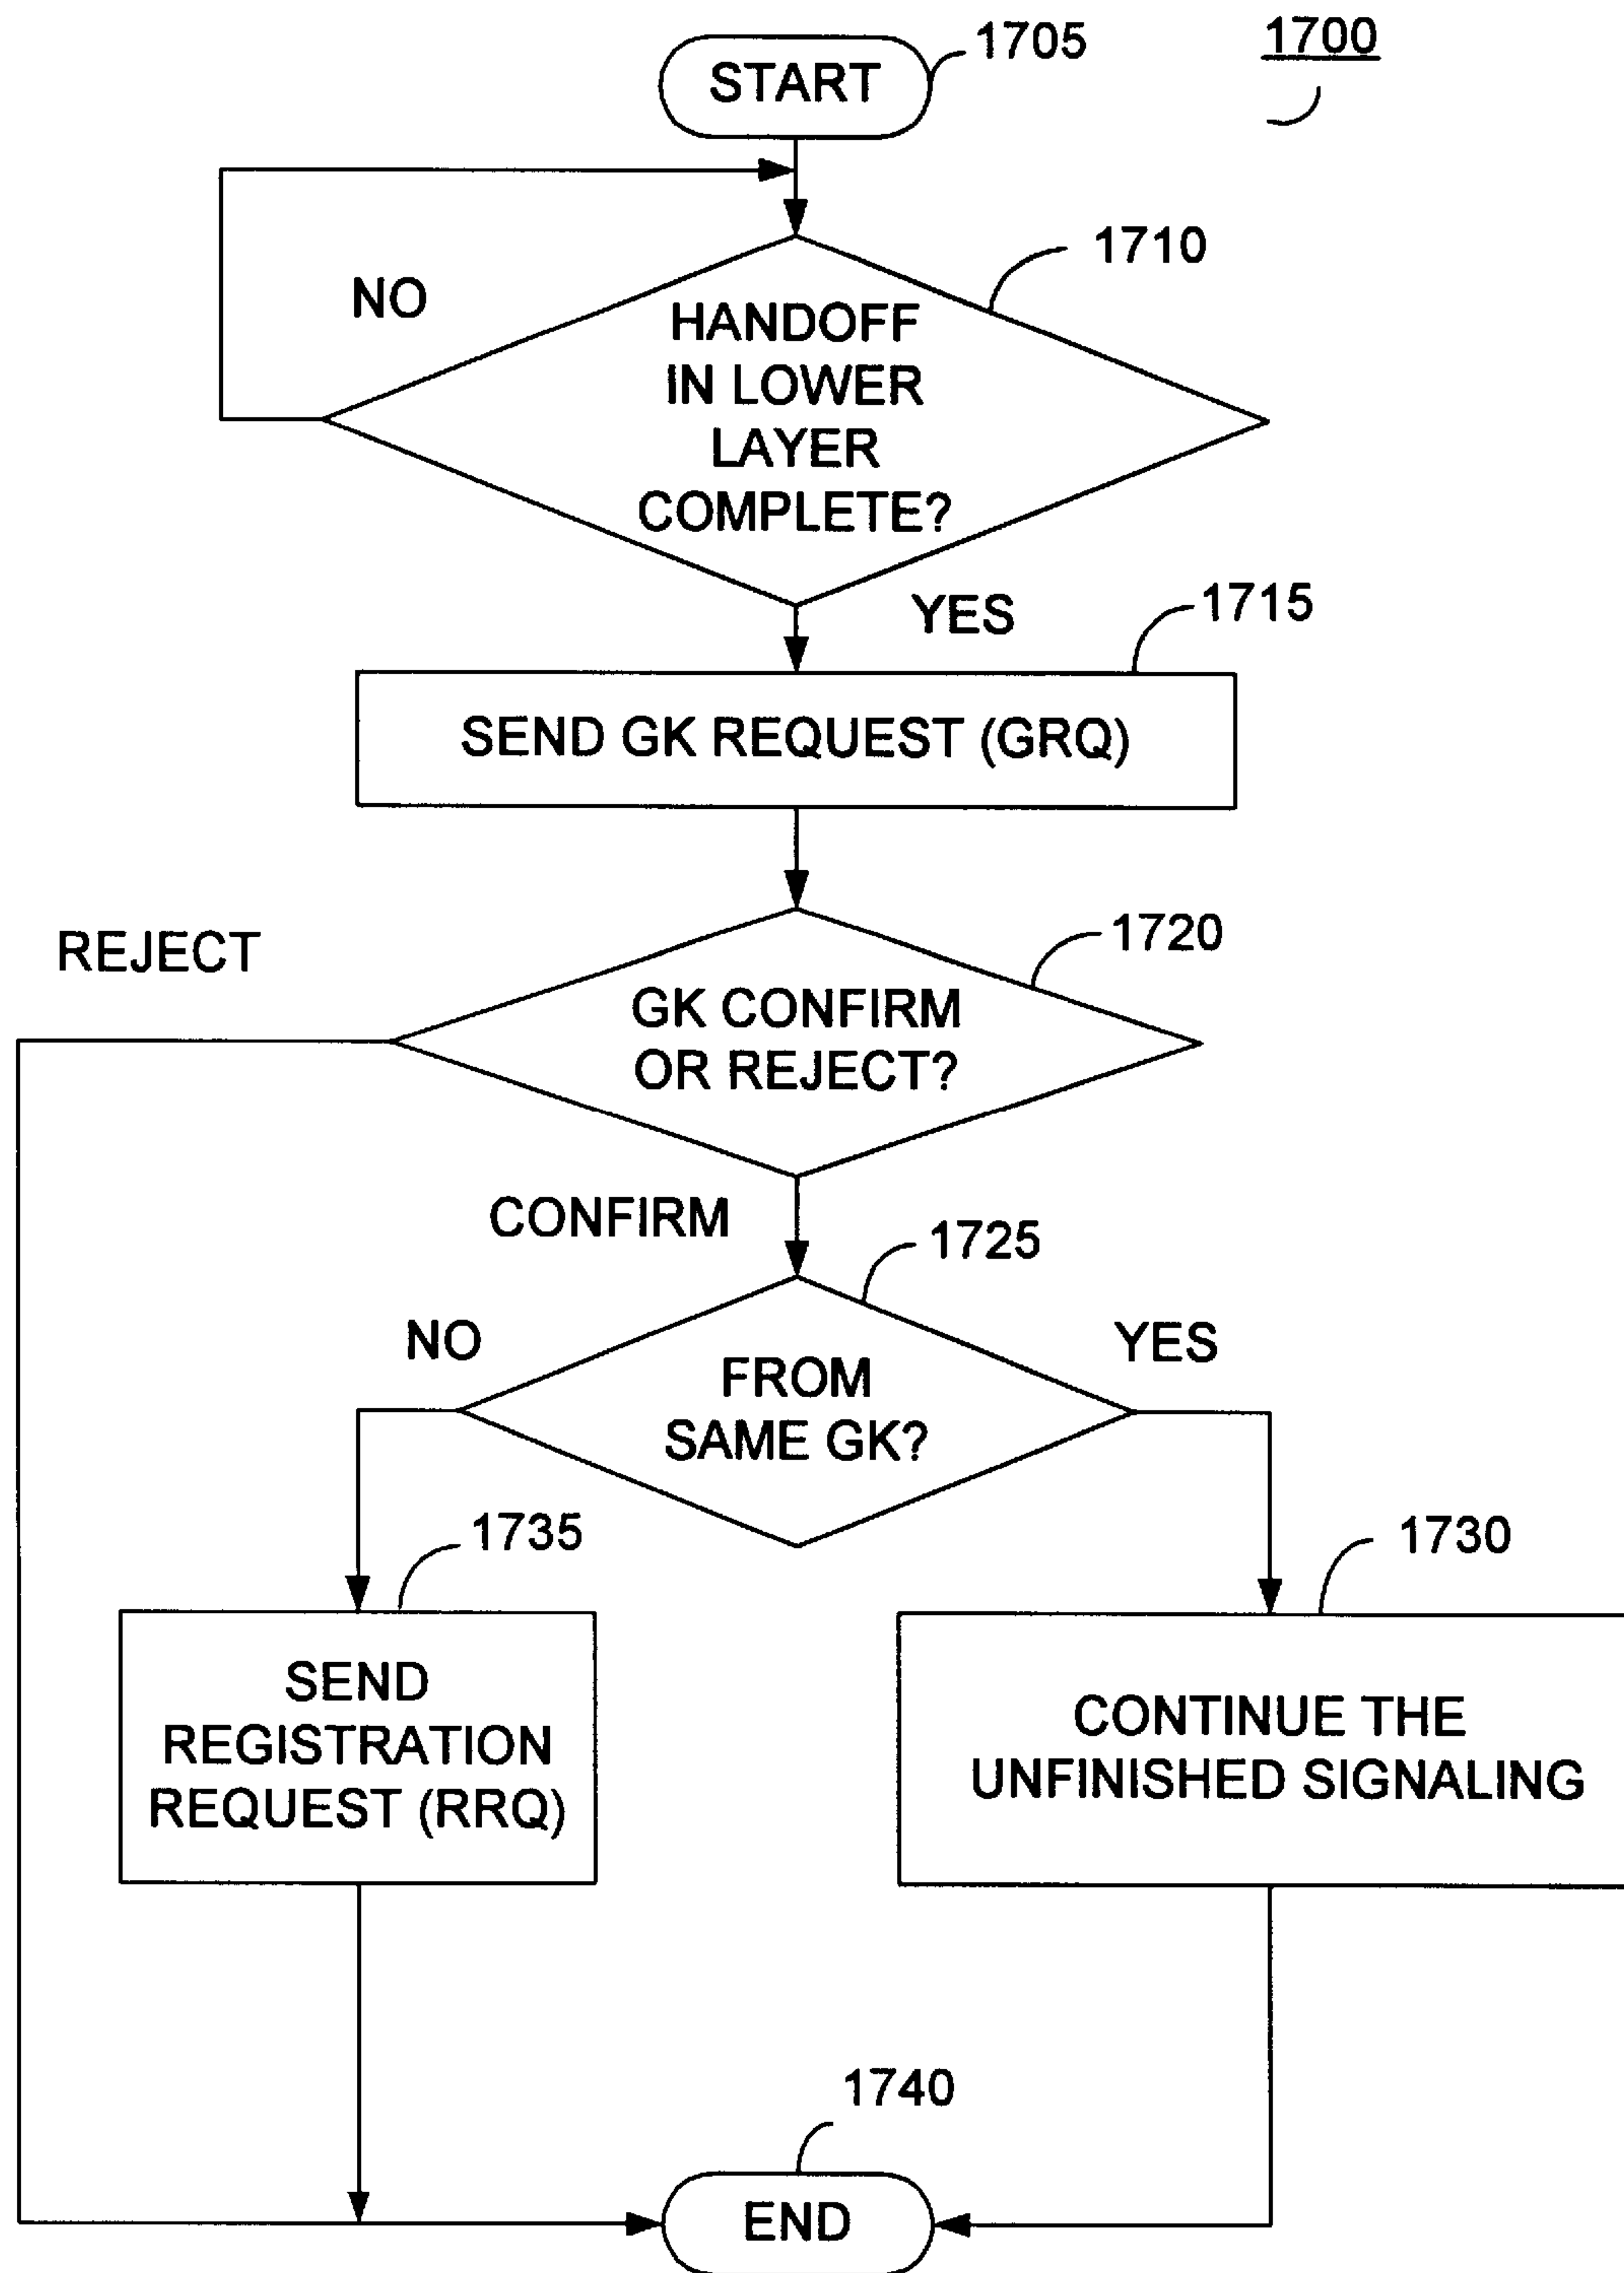 1705
1700
START
1710
NO
HANDOFF
IN LOWER
LAYER
COMPLETE?
1715
YES
SEND GK REQUEST (GRQ)
1720
REJECT
GK CONFIRM
OR REJECT?
CONFIRM
1725
NO
YES
FROM
SAME GK?
1735
1730
SEND
REGISTRATION
REQUEST (RRQ)
CONTINUE THE
UNFINISHED SIGNALING
1740
END